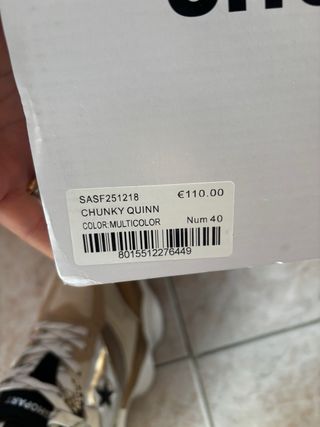 SASF251218 €110.00
CHUNKY QUINN
COLOR:MULTICOLOR Num 40
8015512276449